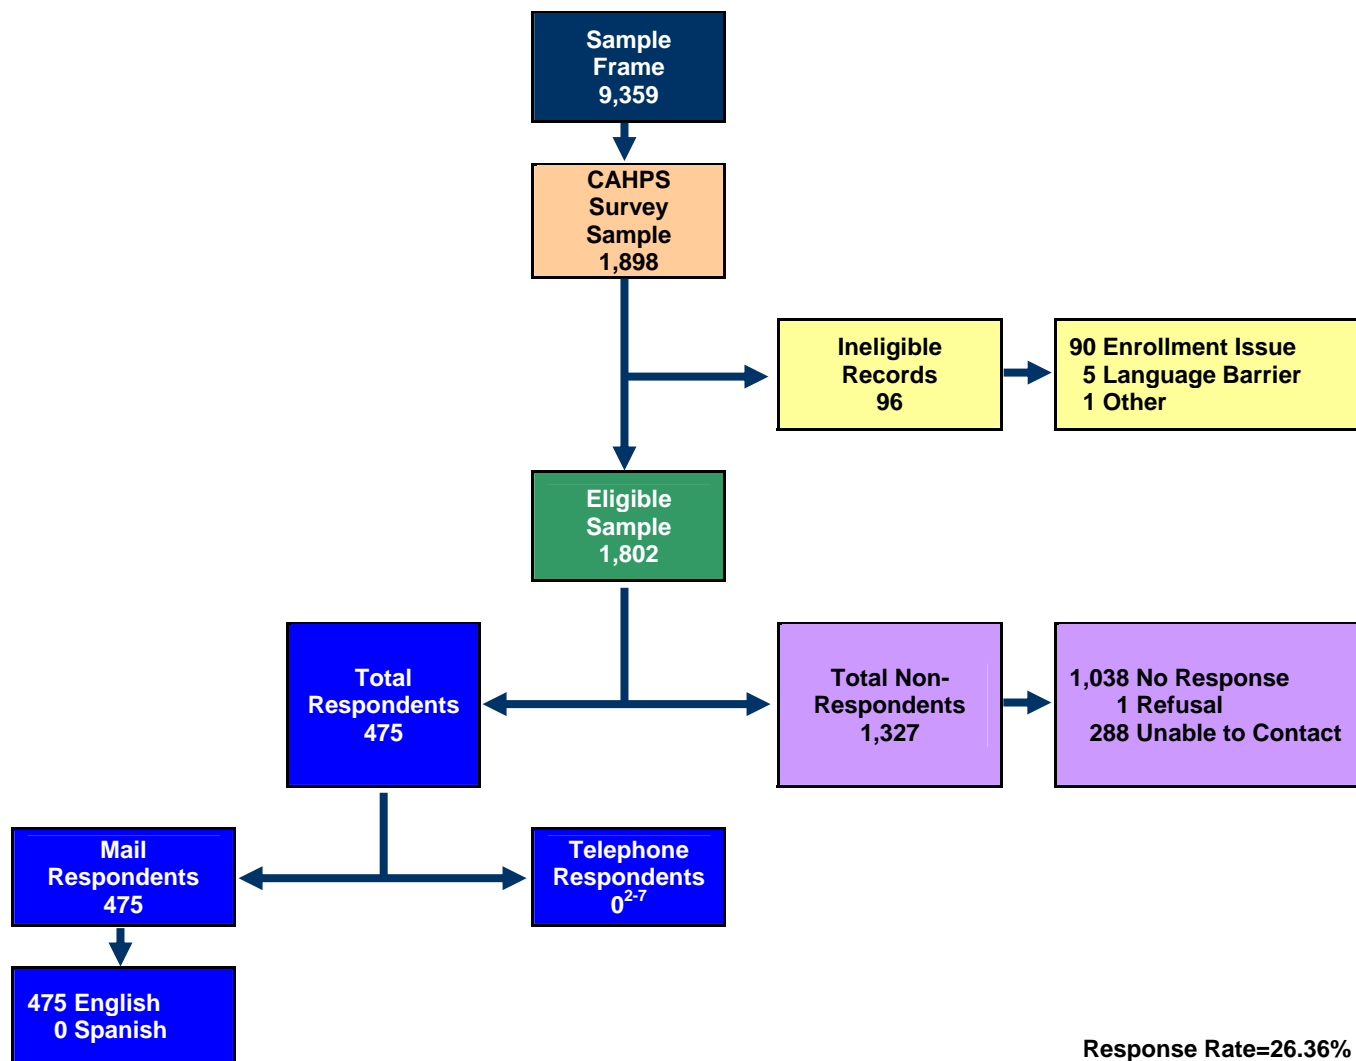 Sample
Frame
9,359
CAHPS
Survey
Sample
1,898
Ineligible
Records
96
90 Enrollment Issue
5 Language Barrier
1 Other
Eligible
Sample
1,802
Total
Respondents
475
Total Non-
Respondents
1,327
1,038 No Response
1 Refusal
288 Unable to Contact
Mail
Respondents
475
Telephone
Respondents
0²⁻⁷
475 English
0 Spanish
Response Rate=26.36%